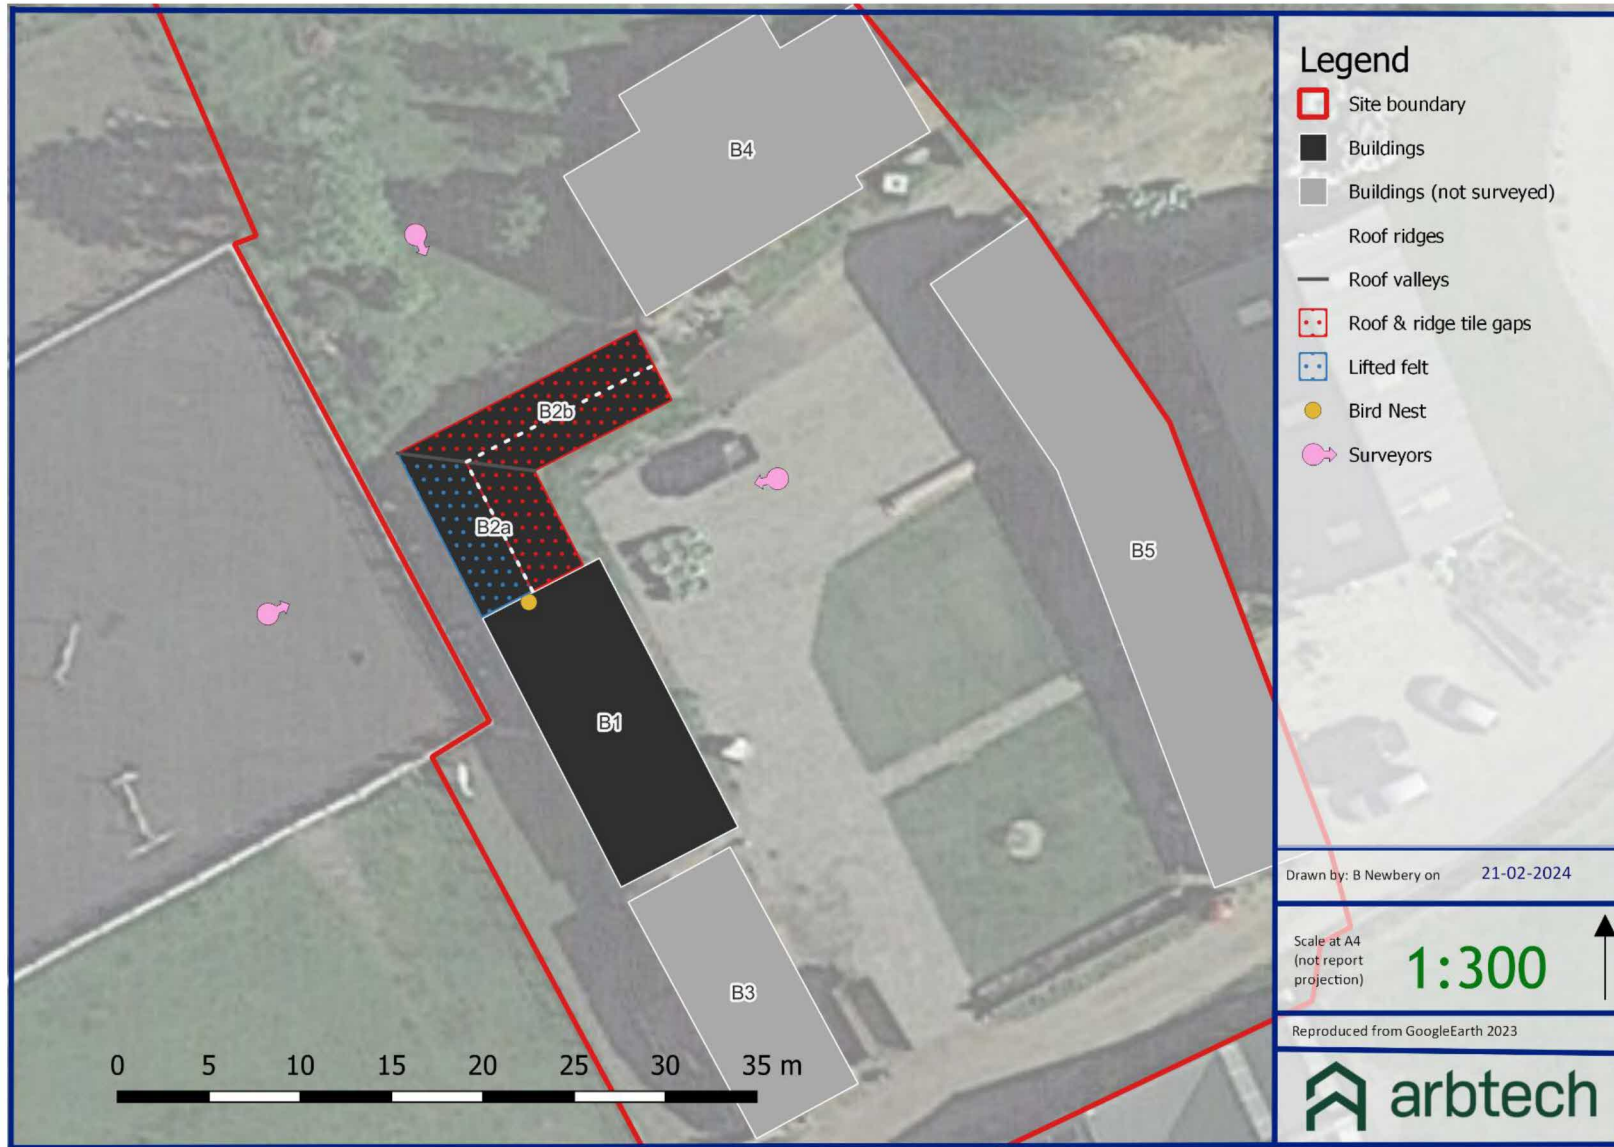 B4
B2b
B2a
B5
B1
B3
0 5 10 15 20 25 30 35 m
Legend
Site boundary
Buildings
Buildings (not surveyed)
Roof ridges
Roof valleys
Roof & ridge tile gaps
Lifted felt
Bird Nest
Surveyors
Drawn by: B Newbery on 21-02-2024
Scale at A4
(not report
projection)
1:300
Reproduced from GoogleEarth 2023
arbtech